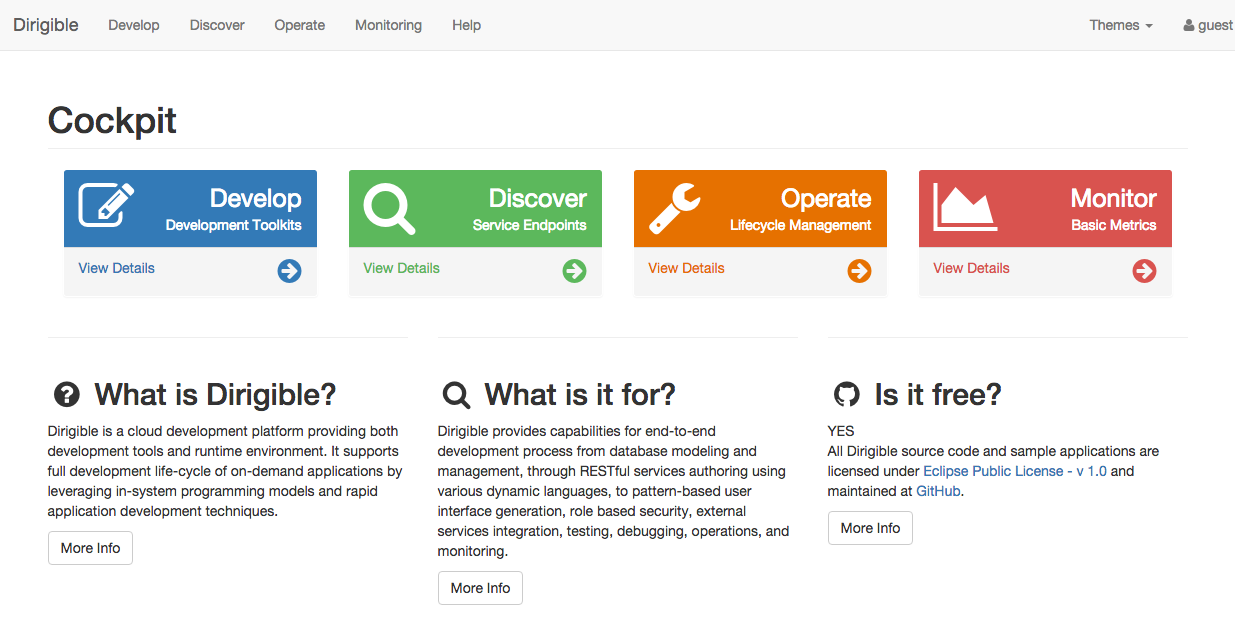 Dirigible Develop Discover Operate Monitoring Help Themes guest
Cockpit
Develop
Development Toolkits
View Details
Discover
Service Endpoints
View Details
Operate
Lifecycle Management
View Details
Monitor
Basic Metrics
View Details
What is Dirigible?
Dirigible is a cloud development platform providing both
development tools and runtime environment. It supports
full development life-cycle of on-demand applications by
leveraging in-system programming models and rapid
application development techniques.
More Info
What is it for?
Dirigible provides capabilities for end-to-end
development process from database modeling and
management, through RESTful services authoring using
various dynamic languages, to pattern-based user
interface generation, role based security, external
services integration, testing, debugging, operations, and
monitoring.
More Info
Is it free?
YES
All Dirigible source code and sample applications are
licensed under Eclipse Public License - v 1.0 and
maintained at GitHub.
More Info